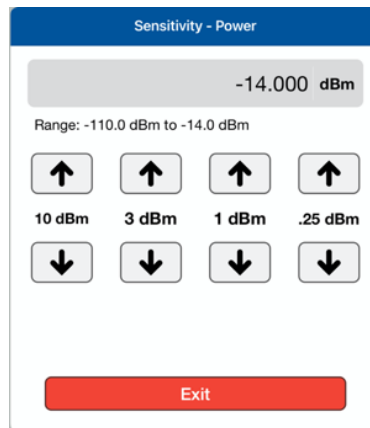 Sensitivity - Power
-14.000 dBm
Range: -110.0 dBm to -14.0 dBm
10 dBm 3 dBm 1 dBm .25 dBm
Exit